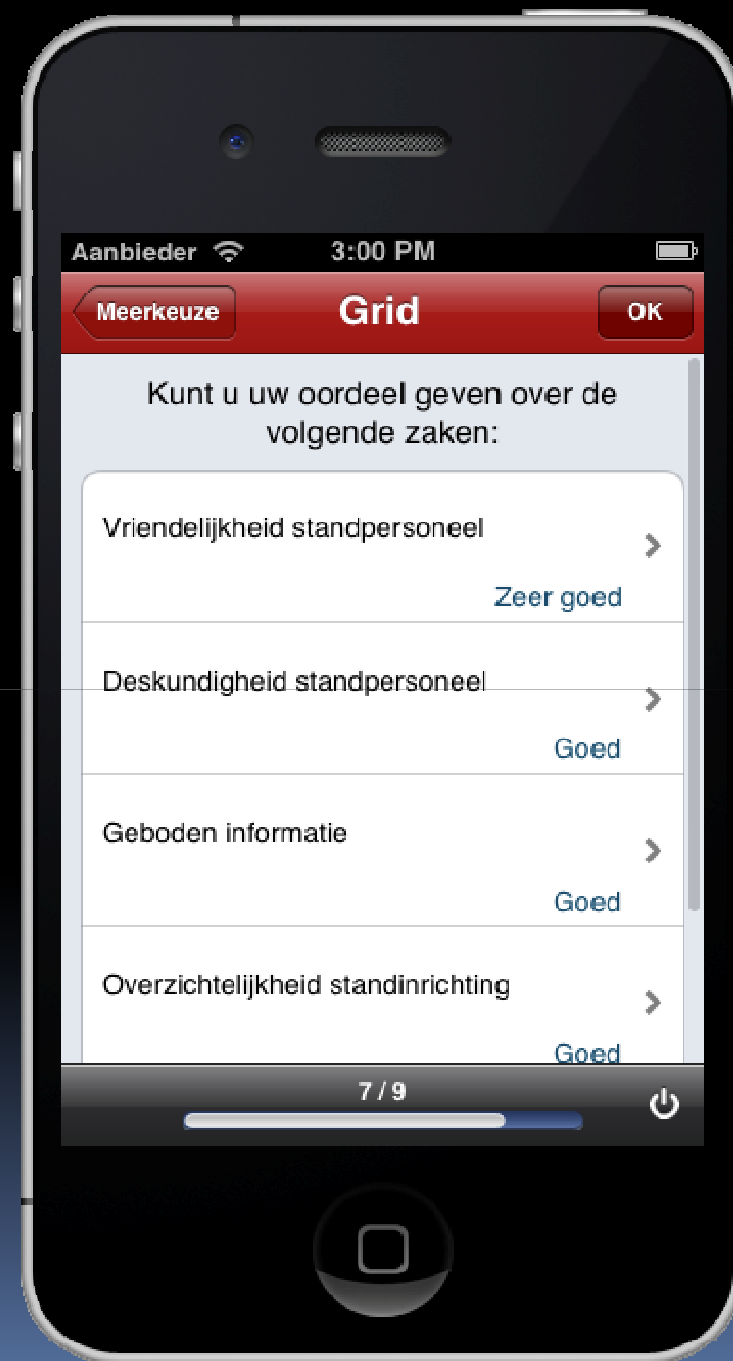 Aanbieder 3:00 PM
Meerkeuze Grid OK
Kunt u uw oordeel geven over de
volgende zaken:
Vriendelijkheid standpersoneel
Zeer goed
Deskundigheid standpersoneel
Goed
Geboden informatie
Goed
Overzichtelijkheid standinrichting
Goed
7 / 9